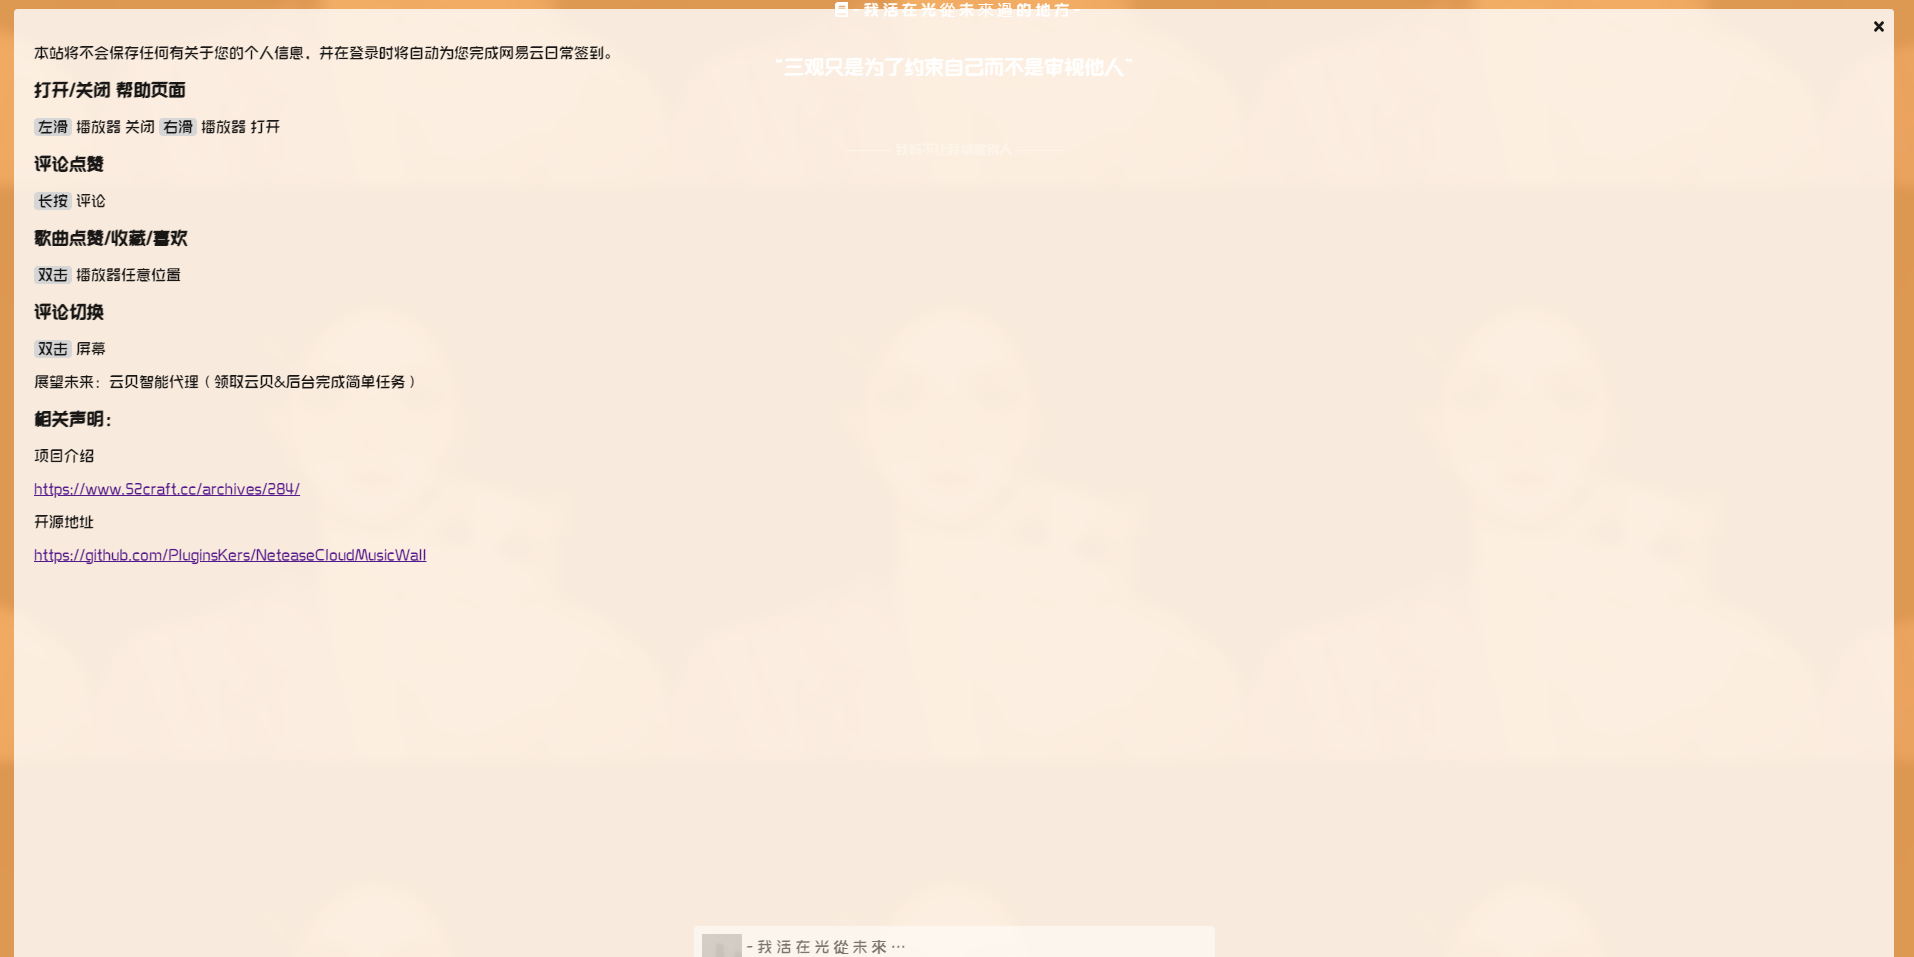 -我活在光從未來過的地方-
本站将不会保存任何有关于您的个人信息，并在登录时将自动为您完成网易云日常签到。
“三观只是为了约束自己而不是审视他人”
打开/关闭 帮助页面
左滑 播放器 关闭 右滑 播放器 打开
评论点赞
长按 评论
歌曲点赞/收藏/喜欢
双击 播放器任意位置
评论切换
双击 屏幕
展望未来：云贝智能代理（领取云贝&后台完成简单任务）
相关声明：
项目介绍
https://www.52craft.cc/archives/284/
开源地址
https://github.com/PluginsKers/NeteaseCloudMusicWall
-我活在光從未來…